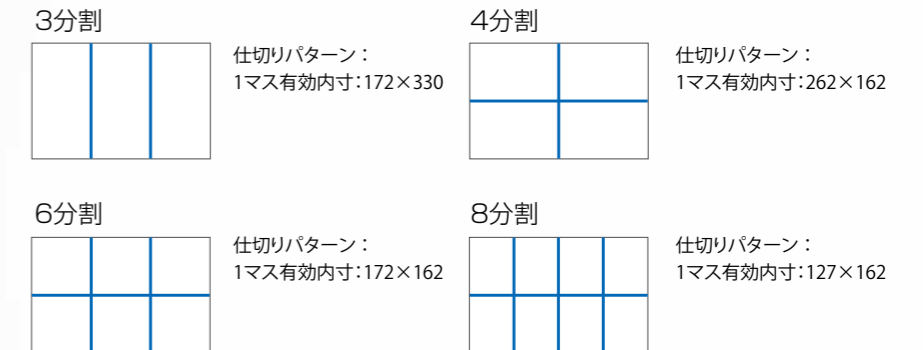 3分割
仕切りパターン：
1マス有効内寸：172×330
4分割
仕切りパターン：
1マス有効内寸：262×162
6分割
仕切りパターン：
1マス有効内寸：172×162
8分割
仕切りパターン：
1マス有効内寸：127×162